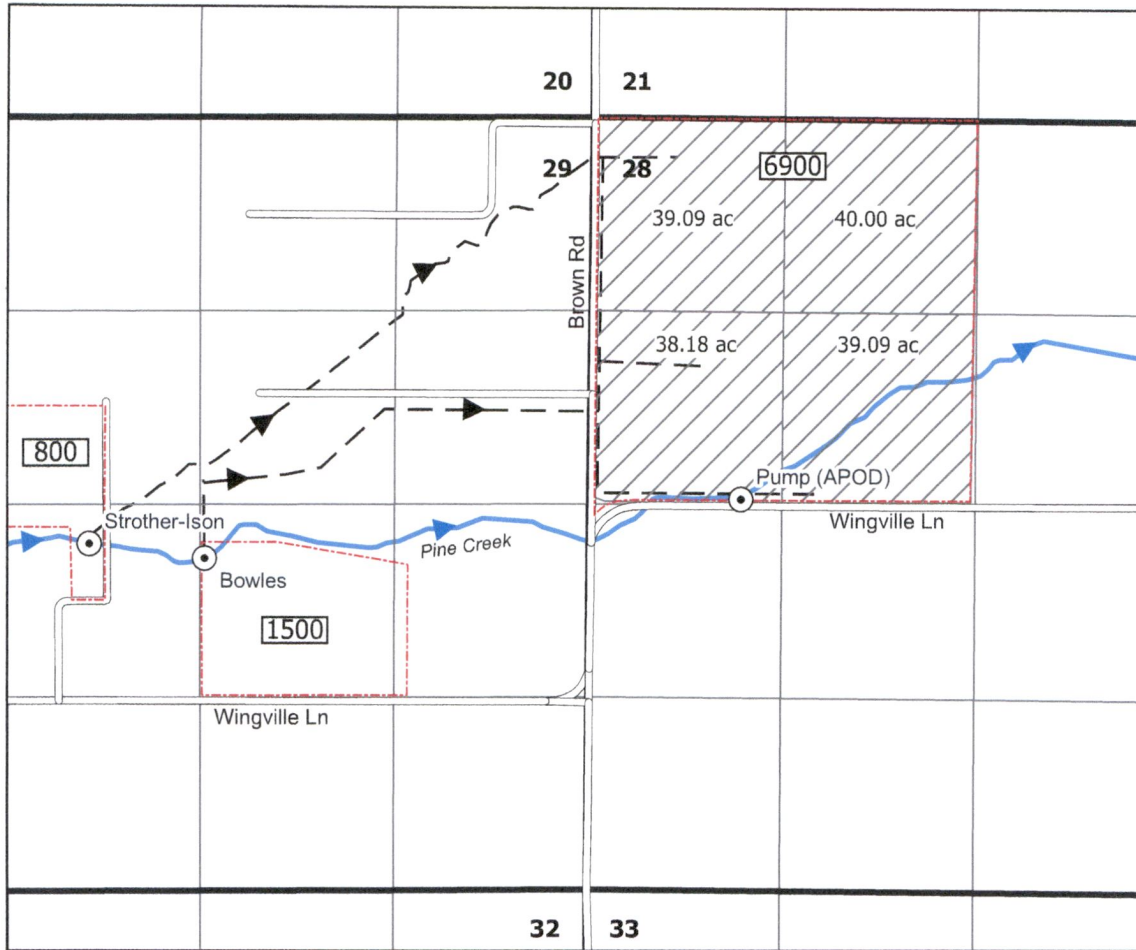 20 21
29 28
6900
39.09 ac 40.00 ac
Brown Rd
38.18 ac 39.09 ac
800
Pump (APOD)
Strother-Ison
Wingville Ln
Pine Creek
Bowles
1500
Wingville Ln
32 33